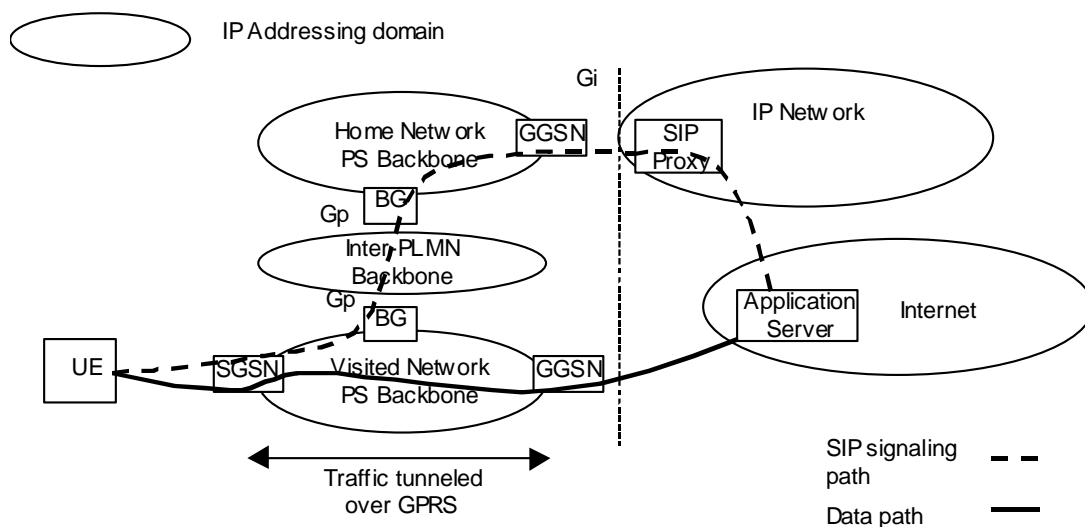 IP Addressing domain
Gi
IP Network
Home Network
PS Backbone
GGSN
SIP
Proxy
BG
Gp
Inter-PLMN
Backbone
Gp
BG
Application
Server
Internet
UE
SGSN
Visited Network
PS Backbone
GGSN
Traffic tunneled
over GPRS
SIP signaling
path
Data path